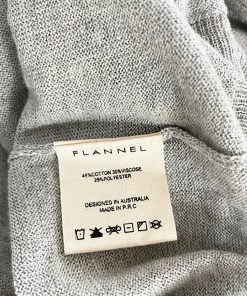 FLANNEL
45%COTTON 30%VISCOSE
25%POLYESTER
DESIGNED IN AUSTRALIA
MADE IN P.R.C